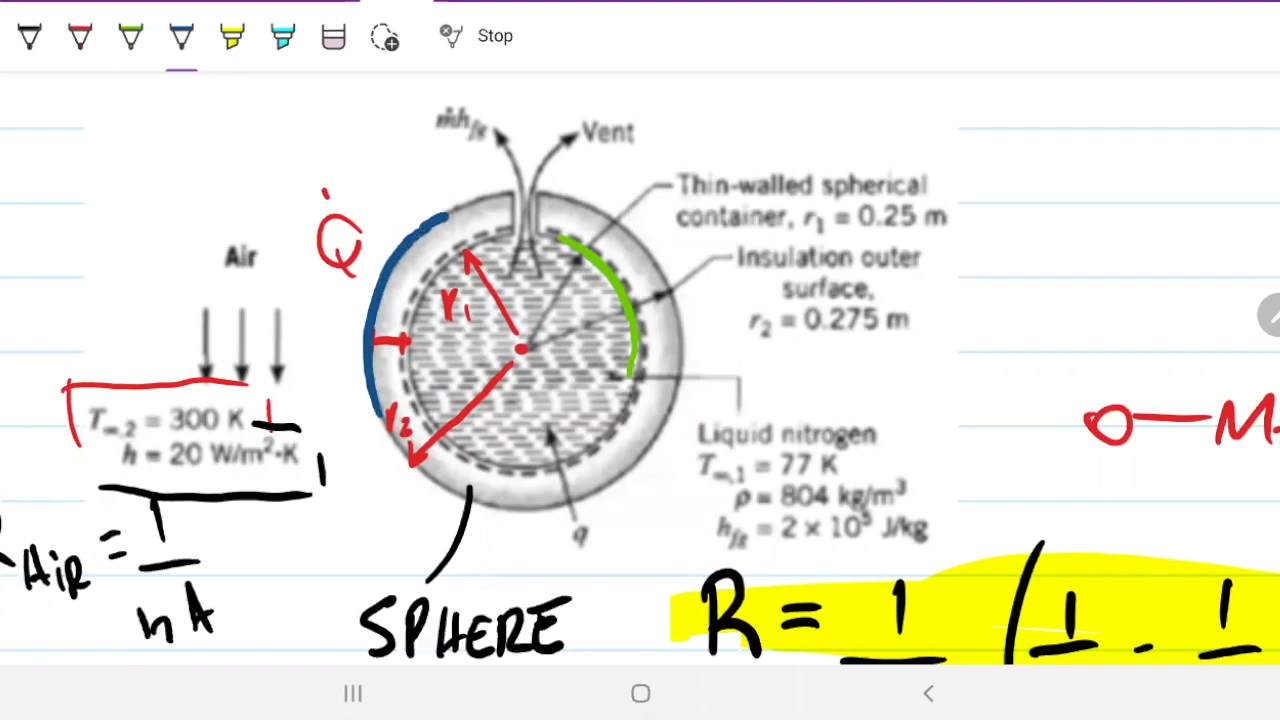 Stop
ṁh_fg
Vent
Thin-walled spherical
container, r₁ = 0.25 m
Q̇
Air
Insulation outer
surface,
r₂ = 0.275 m
r₁
r₂
T∞,2 = 300 K
h = 20 W/m²·K
Liquid nitrogen
T∞,1 = 77 K
ρ = 804 kg/m³
h_fg = 2 × 10⁵ J/kg
q
AiR = 1
hA
SPHERE
R = 1 ( 1 - 1